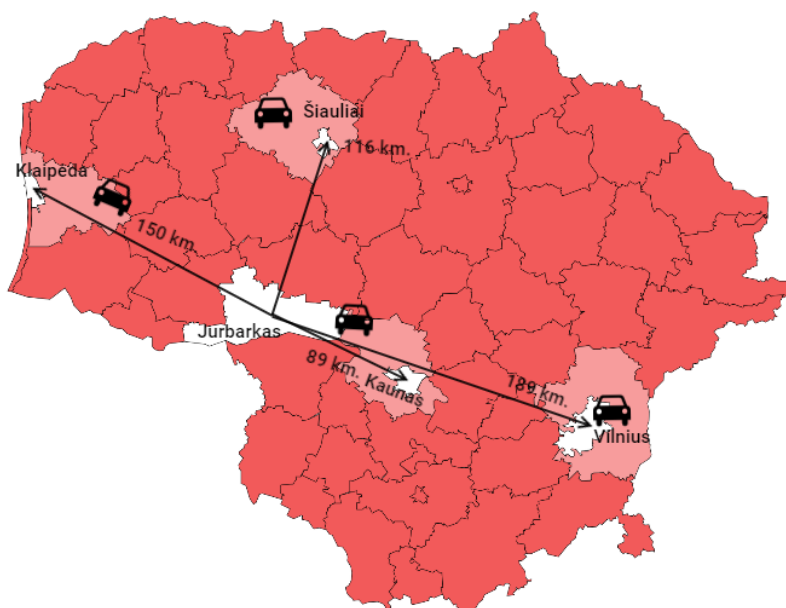 Šiauliai
116 km.
Klaipėda
150 km.
Jurbarkas
89 km. Kaunas
189 km.
Vilnius